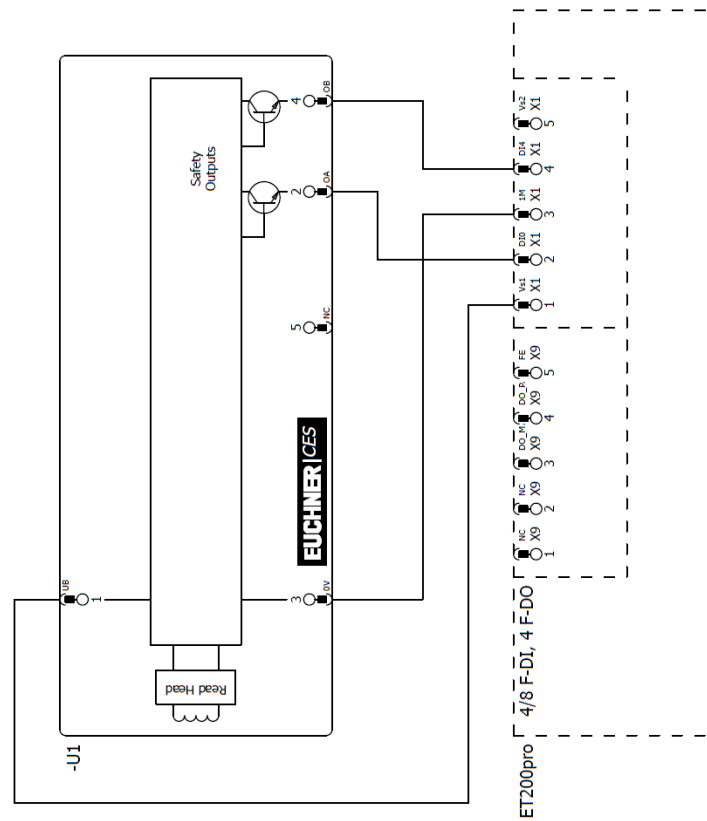 Safety
Outputs
4
OB
2
OA
5
NC
EUCHNER|CES
UB
1
3
0V
Read Head
-U1
Vs2
X1
5
DI4
X1
4
1M
X1
3
DI0
X1
2
Vs1
X1
1
FE
X9
5
DO_P.
X9
4
DO_M.
X9
3
NC
X9
2
NC
X9
1
4/8 F-DI, 4 F-DO
ET200pro